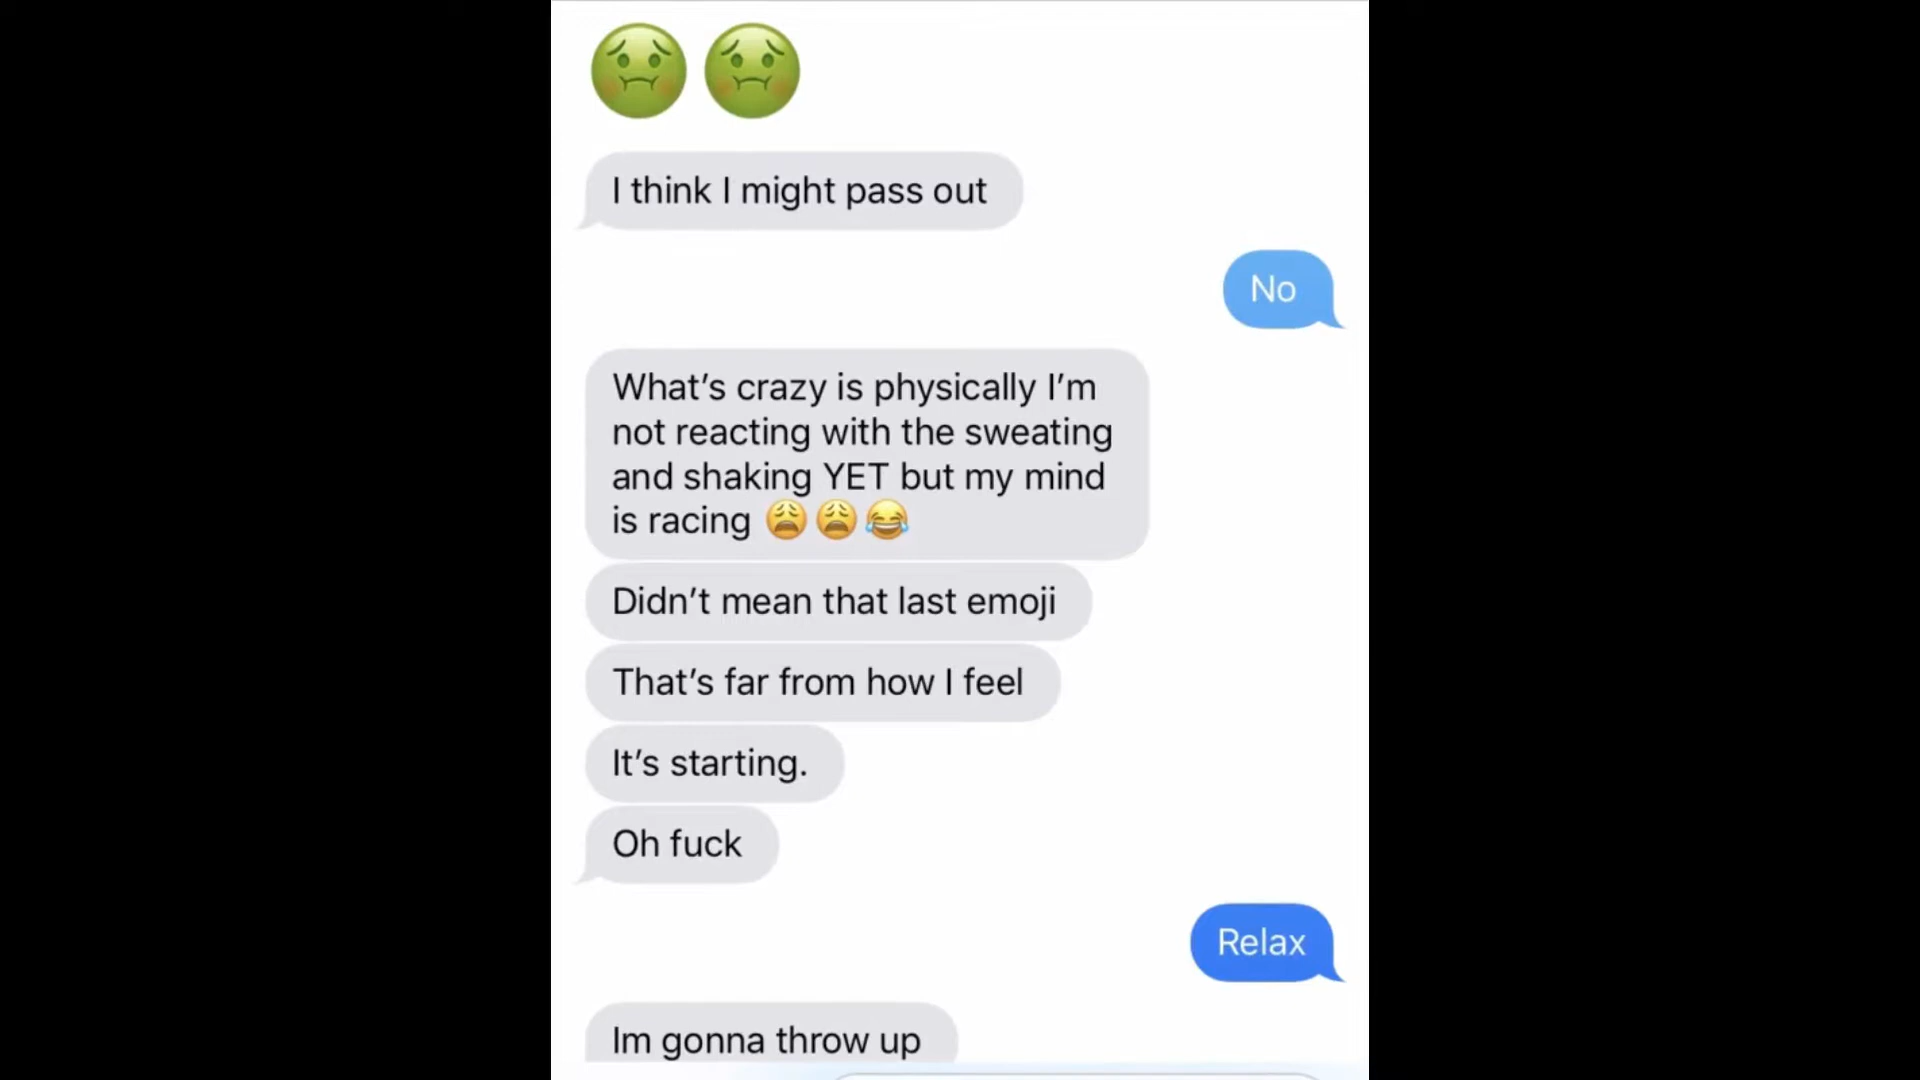 🤢 🤢
I think I might pass out
No
What’s crazy is physically I’m
not reacting with the sweating
and shaking YET but my mind
is racing 😩😩😂
Didn’t mean that last emoji
That’s far from how I feel
It’s starting.
Oh fuck
Relax
Im gonna throw up